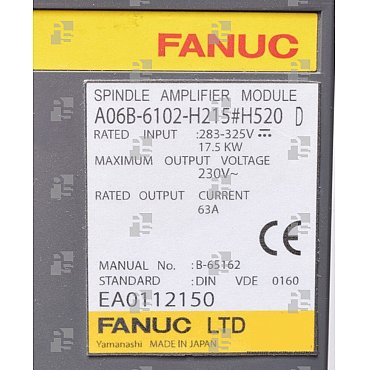 FANUC
SPINDLE AMPLIFIER MODULE
A06B-6102-H215#H520 D
RATED INPUT :283-325V⎓
17.5 KW
MAXIMUM OUTPUT VOLTAGE
230V~
RATED OUTPUT CURRENT
63A
CE
MANUAL No. :B-65162
STANDARD :DIN VDE 0160
EA0112150
FANUC LTD
Yamanashi MADE IN JAPAN